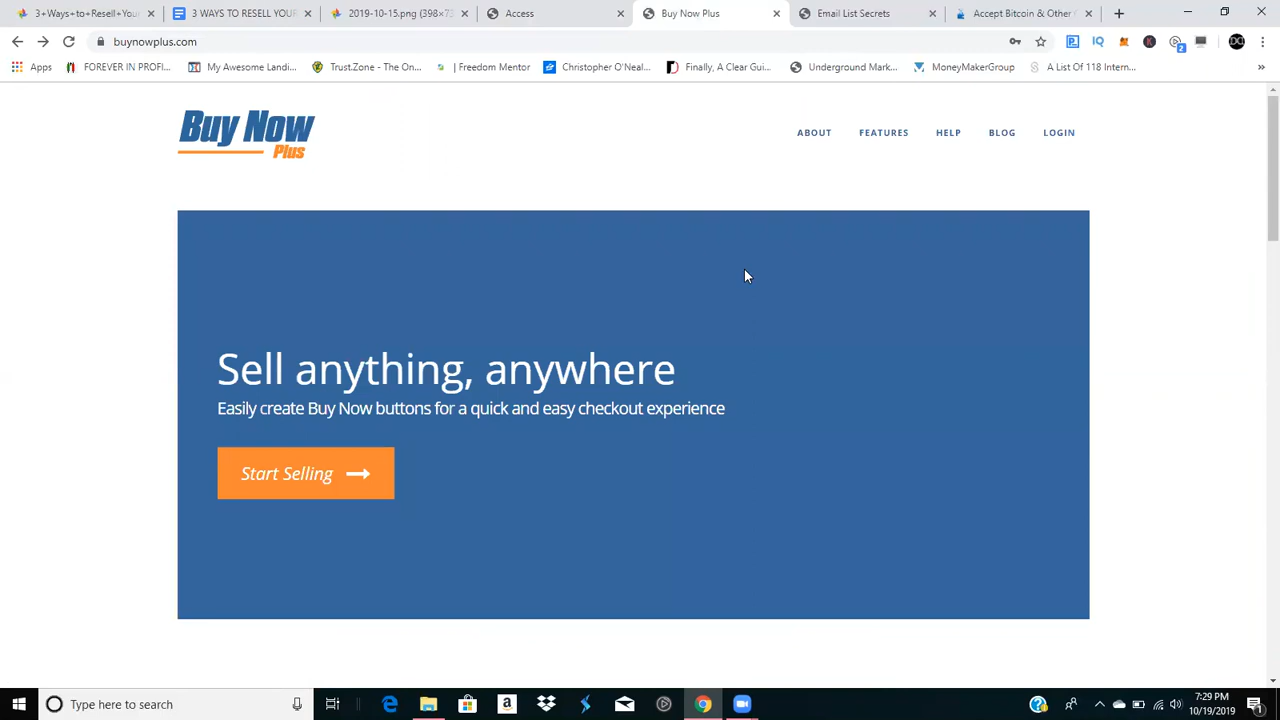 3+Ways+to+Resell+Your
3 WAYS TO RESELL YOUR
2019-10-15.png (398×73
Access
Buy Now Plus
Email List Secrets
Accept Bitcoin & Other
buynowplus.com
Apps
FOREVER IN PROFI...
My Awesome Landi...
Trust.Zone - The On...
| Freedom Mentor
Christopher O'Neal...
Finally, A Clear Gui...
Underground Mark...
MoneyMakerGroup
A List Of 118 Intern...
Buy Now
Plus
ABOUT
FEATURES
HELP
BLOG
LOGIN
Sell anything, anywhere
Easily create Buy Now buttons for a quick and easy checkout experience
Start Selling
Type here to search
7:29 PM
10/19/2019